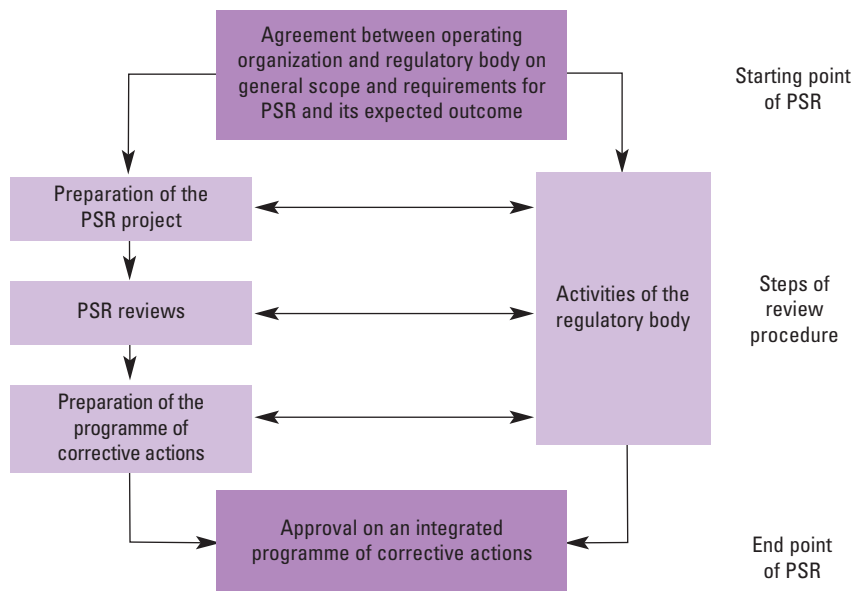 Agreement between operating
organization and regulatory body on
general scope and requirements for
PSR and its expected outcome
Starting point
of PSR
Preparation of the
PSR project
PSR reviews
Preparation of the
programme of
corrective actions
Activities of the
regulatory body
Steps of
review
procedure
Approval on an integrated
programme of corrective actions
End point
of PSR